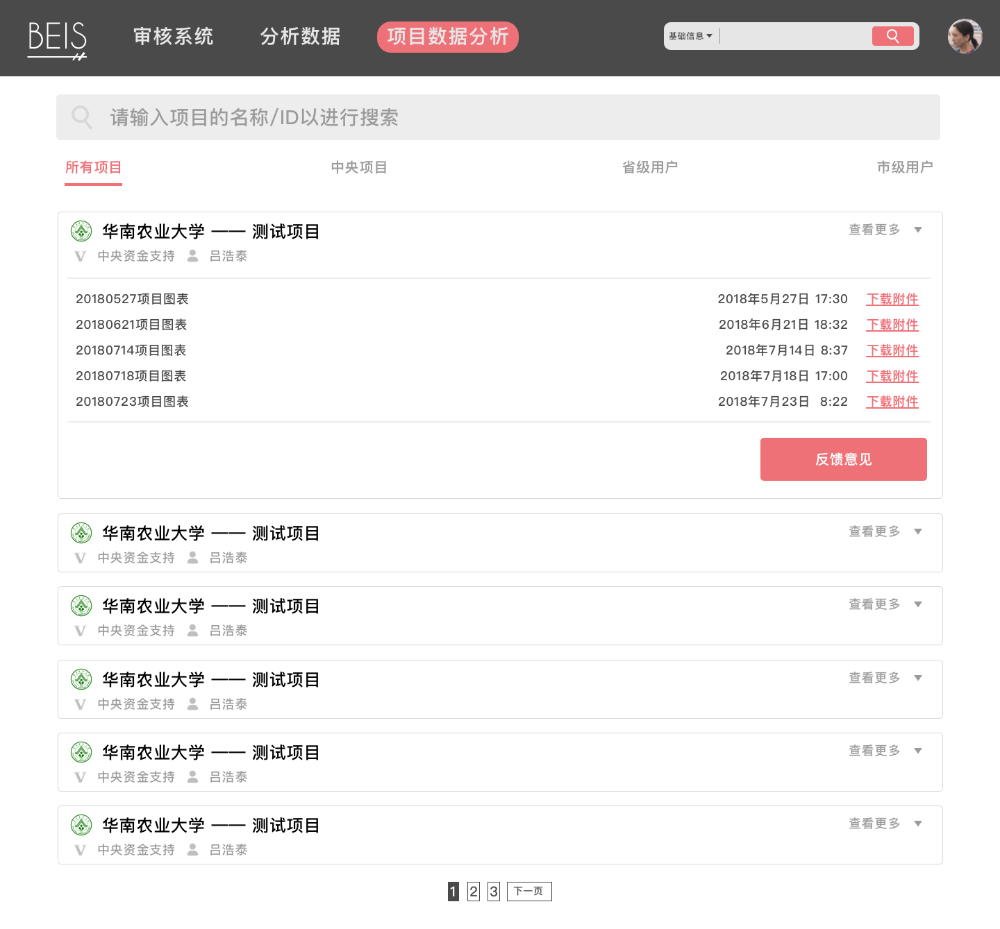 BEIS 审核系统 分析数据 项目数据分析 基础信息
请输入项目的名称/ID以进行搜索
所有项目 中央项目 省级用户 市级用户
华南农业大学 —— 测试项目 查看更多
V 中央资金支持 吕浩泰
20180527项目图表 2018年5月27日 17:30 下载附件
20180621项目图表 2018年6月21日 18:32 下载附件
20180714项目图表 2018年7月14日 8:37 下载附件
20180718项目图表 2018年7月18日 17:00 下载附件
20180723项目图表 2018年7月23日 8:22 下载附件
反馈意见
华南农业大学 —— 测试项目 查看更多
V 中央资金支持 吕浩泰
华南农业大学 —— 测试项目 查看更多
V 中央资金支持 吕浩泰
华南农业大学 —— 测试项目 查看更多
V 中央资金支持 吕浩泰
华南农业大学 —— 测试项目 查看更多
V 中央资金支持 吕浩泰
华南农业大学 —— 测试项目 查看更多
V 中央资金支持 吕浩泰
1 2 3 下一页